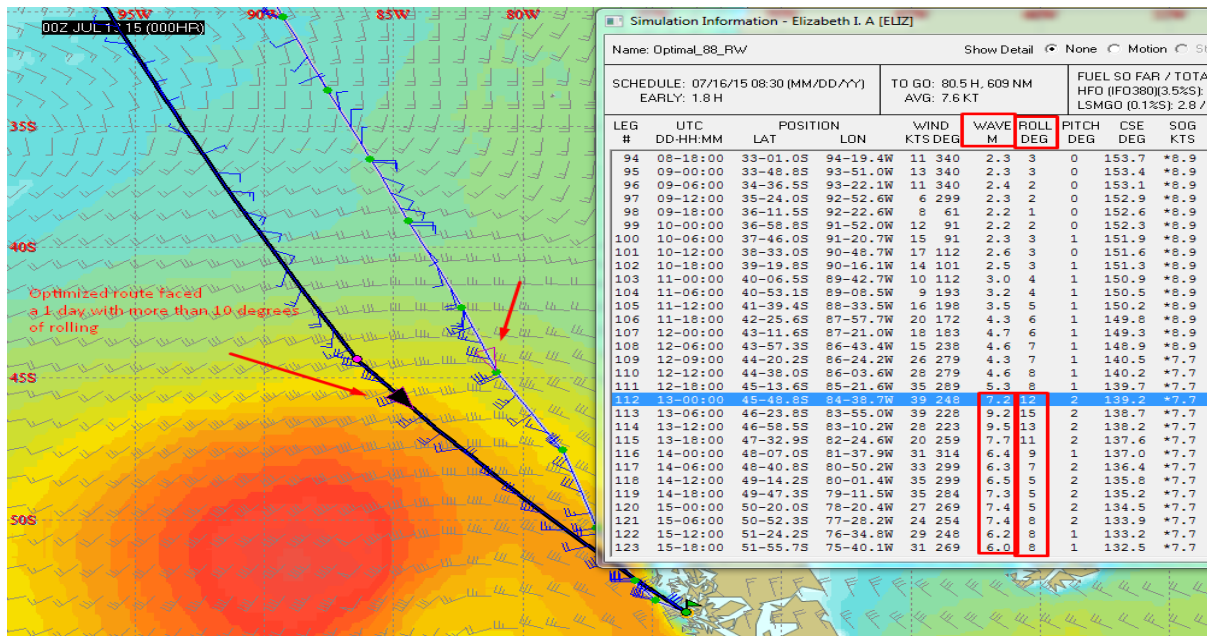 95W 90W 85W 80W
00Z JUL 13 15 (000HR)
35S
40S
Optimized route faced
a 1 day with more than 10 degrees
of rolling
45S
50S
Simulation Information - Elizabeth I. A [ELIZ]
Name: Optimal_88_RW Show Detail None Motion
SCHEDULE: 07/16/15 08:30 (MM/DD/YY) TO GO: 80.5 H, 609 NM FUEL SO FAR / TOTA
EARLY: 1.8 H AVG: 7.6 KT HFO (IFO380)(3.5%S):
LSMGO (0.1%S): 2.8 /
LEG UTC POSITION WIND WAVE ROLL PITCH CSE SOG
# DD-HH:MM LAT LON KTS DEG M DEG DEG DEG KTS
94 08-18:00 33-01.0S 94-19.4W 11 340 2.3 3 0 153.7 *8.9
95 09-00:00 33-48.8S 93-51.0W 13 340 2.3 3 0 153.4 *8.9
96 09-06:00 34-36.5S 93-22.1W 11 340 2.4 2 0 153.1 *8.9
97 09-12:00 35-24.0S 92-52.6W 6 299 2.3 2 0 152.9 *8.9
98 09-18:00 36-11.5S 92-22.6W 8 61 2.2 1 0 152.6 *8.9
99 10-00:00 36-58.8S 91-52.0W 12 91 2.2 2 0 152.3 *8.9
100 10-06:00 37-46.0S 91-20.7W 15 91 2.3 3 1 151.9 *8.9
101 10-12:00 38-33.0S 90-48.7W 17 112 2.6 3 0 151.6 *8.9
102 10-18:00 39-19.8S 90-16.1W 14 101 2.5 3 1 151.3 *8.9
103 11-00:00 40-06.5S 89-42.7W 10 112 3.0 4 1 150.9 *8.9
104 11-06:00 40-53.1S 89-08.5W 9 193 3.2 4 1 150.5 *8.9
105 11-12:00 41-39.4S 88-33.5W 16 198 3.5 5 1 150.2 *8.9
106 11-18:00 42-25.6S 87-57.7W 20 172 4.3 6 1 149.8 *8.9
107 12-00:00 43-11.6S 87-21.0W 18 183 4.7 6 1 149.3 *8.9
108 12-06:00 43-57.3S 86-43.4W 15 238 4.6 7 1 148.9 *8.9
109 12-09:00 44-20.2S 86-24.2W 26 279 4.3 7 1 140.5 *7.7
110 12-12:00 44-38.0S 86-03.6W 28 279 4.6 8 1 140.2 *7.7
111 12-18:00 45-13.6S 85-21.6W 35 289 5.3 8 1 139.7 *7.7
112 13-00:00 45-48.8S 84-38.7W 39 248 7.2 12 2 139.2 *7.7
113 13-06:00 46-23.8S 83-55.0W 39 228 9.2 15 2 138.7 *7.7
114 13-12:00 46-58.5S 83-10.2W 28 223 9.5 13 2 138.2 *7.7
115 13-18:00 47-32.9S 82-24.6W 20 259 7.7 11 2 137.6 *7.7
116 14-00:00 48-07.0S 81-37.9W 31 314 6.4 9 1 137.0 *7.7
117 14-06:00 48-40.8S 80-50.2W 33 299 6.3 7 2 136.4 *7.7
118 14-12:00 49-14.2S 80-01.4W 35 299 6.5 5 2 135.8 *7.7
119 14-18:00 49-47.3S 79-11.5W 35 284 7.3 5 2 135.2 *7.7
120 15-00:00 50-20.0S 78-20.4W 27 269 7.4 5 2 134.5 *7.7
121 15-06:00 50-52.3S 77-28.2W 24 254 7.4 8 2 133.9 *7.7
122 15-12:00 51-24.2S 76-34.8W 29 248 6.2 8 1 133.2 *7.7
123 15-18:00 51-55.7S 75-40.1W 31 269 6.0 8 1 132.5 *7.7